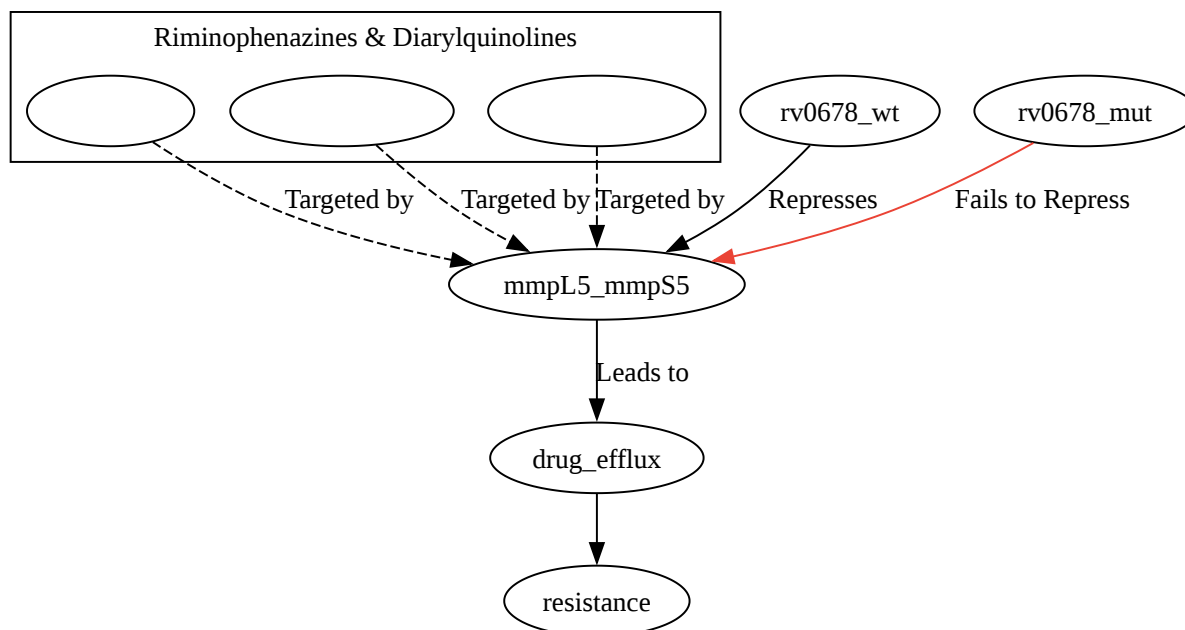 Riminophenazines & Diarylquinolines
rv0678_wt
rv0678_mut
Targeted by
Targeted by
Targeted by
Represses
Fails to Repress
mmpL5_mmpS5
Leads to
drug_efflux
resistance